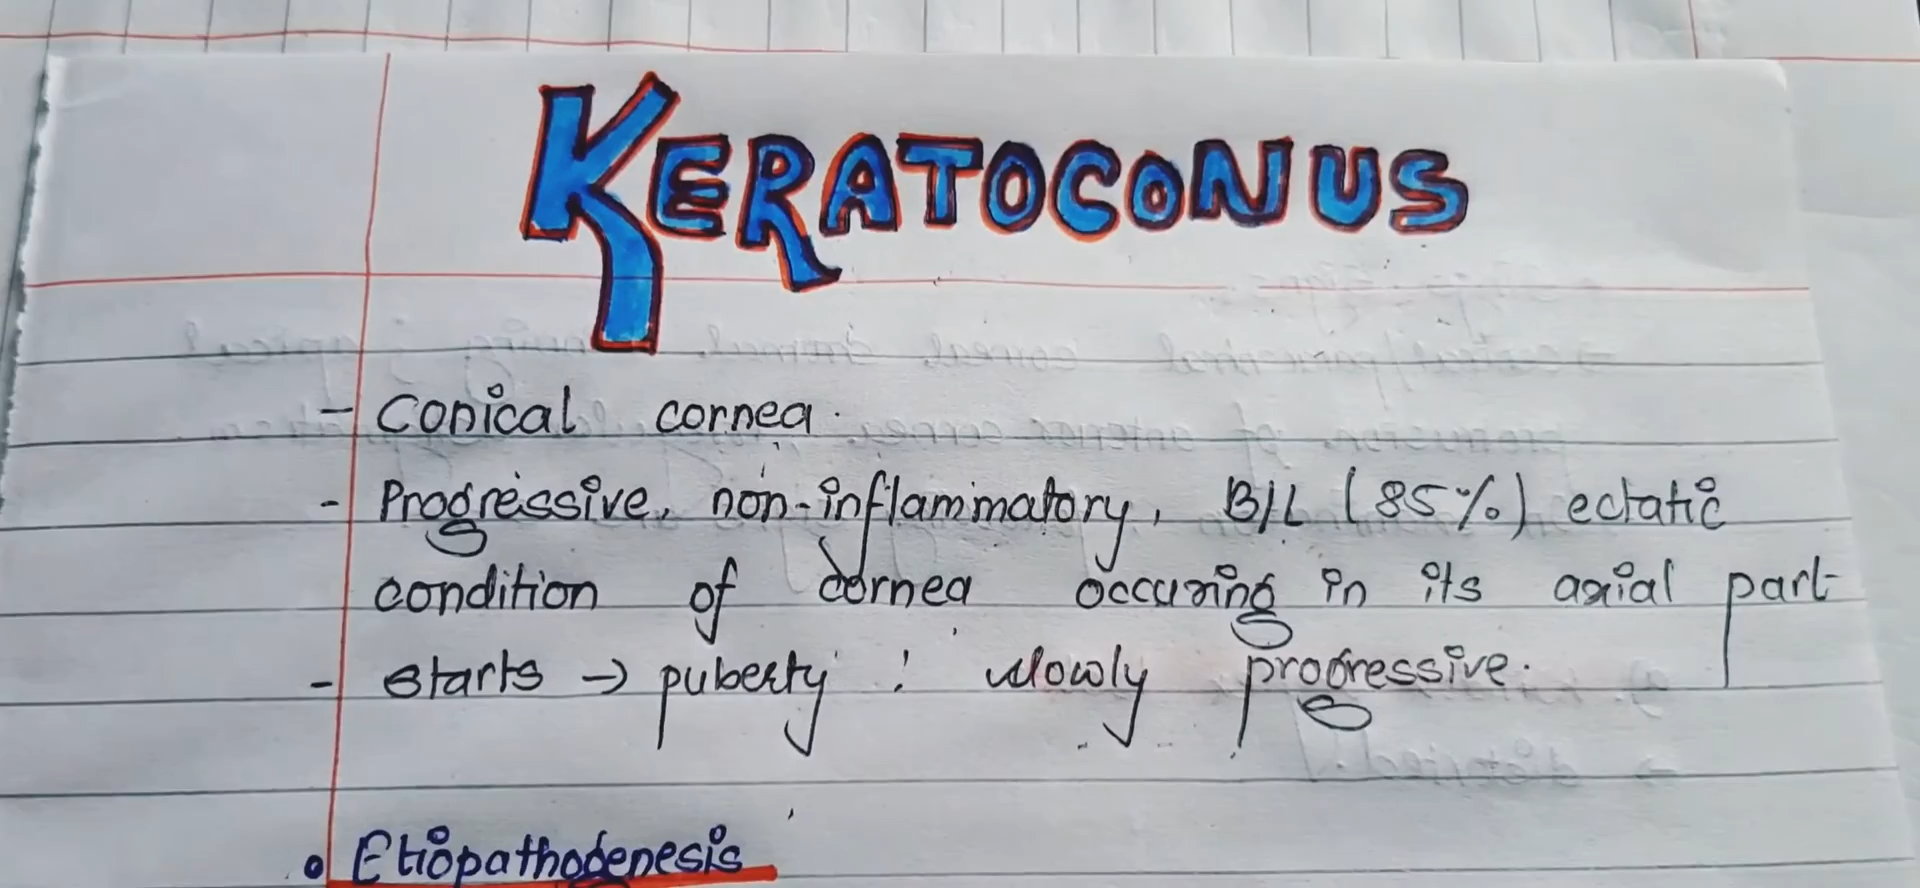 KERATOCONUS
- Conical cornea.
- Progressive, non-inflammatory, B/L (85%) ectatic
condition of cornea occuring in its axial part
- starts → puberty ; slowly progressive.
• Etiopathogenesis